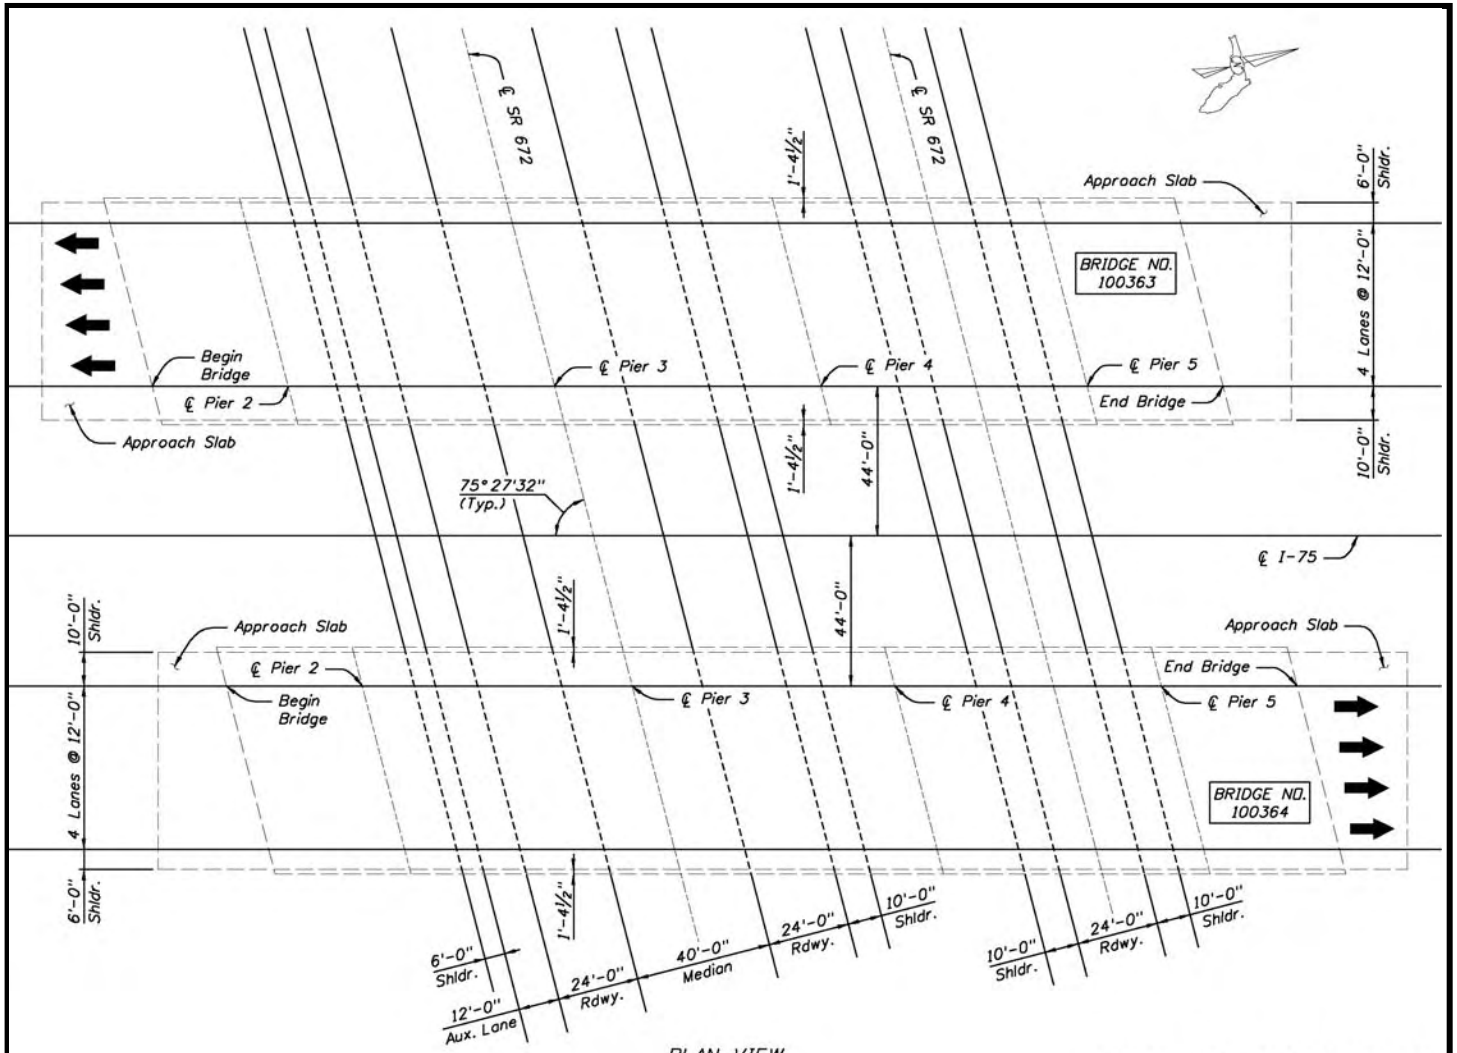 ℄ SR 672
℄ SR 672
1'-4½"
6'-0"
Shldr.
Approach Slab
BRIDGE NO.
100363
4 Lanes @ 12'-0"
Begin
Bridge
℄ Pier 2
℄ Pier 3
℄ Pier 4
℄ Pier 5
End Bridge
Approach Slab
1'-4½"
44'-0"
10'-0"
Shldr.
75°27'32"
(Typ.)
℄ I-75
10'-0"
Shldr.
Approach Slab
1'-4½"
44'-0"
Approach Slab
℄ Pier 2
End Bridge
Begin
Bridge
℄ Pier 3
℄ Pier 4
℄ Pier 5
4 Lanes @ 12'-0"
BRIDGE NO.
100364
6'-0"
Shldr.
1'-4½"
6'-0"
Shldr.
12'-0"
Aux. Lane
24'-0"
Rdwy.
40'-0"
Median
24'-0"
Rdwy.
10'-0"
Shldr.
10'-0"
Shldr.
24'-0"
Rdwy.
10'-0"
Shldr.
PLAN VIEW